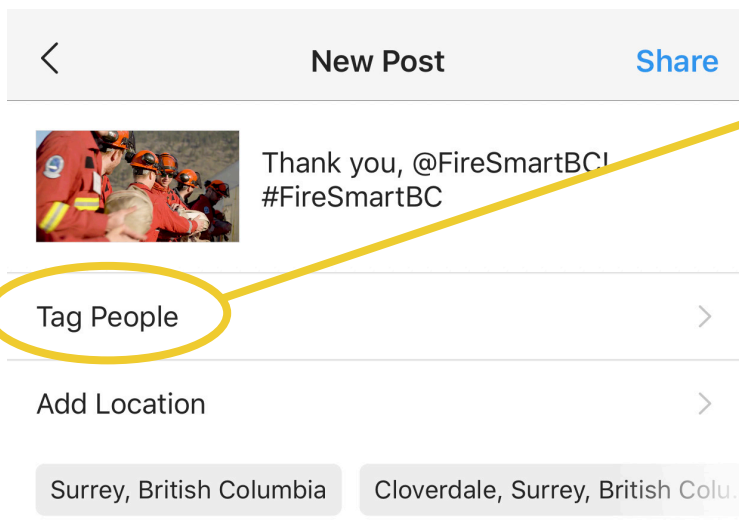 New Post
Share
Thank you, @FireSmartBC!
#FireSmartBC
Tag People
Add Location
Surrey, British Columbia
Cloverdale, Surrey, British Colu.